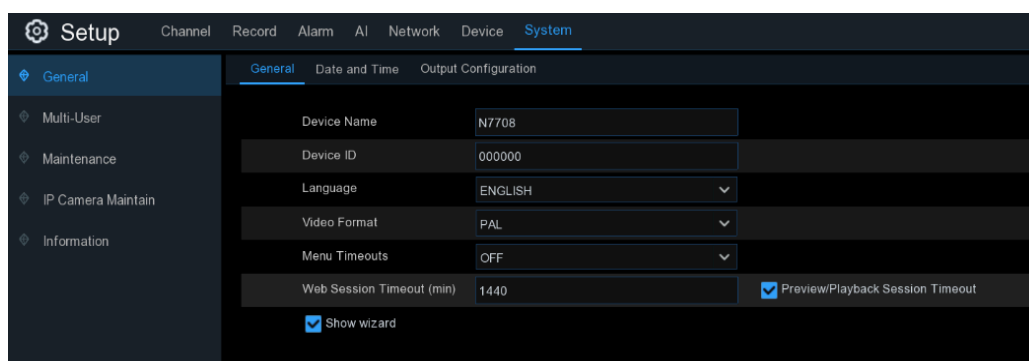 Setup Channel Record Alarm AI Network Device System
General
Multi-User
Maintenance
IP Camera Maintain
Information
General Date and Time Output Configuration
Device Name N7708
Device ID 000000
Language ENGLISH
Video Format PAL
Menu Timeouts OFF
Web Session Timeout (min) 1440 Preview/Playback Session Timeout
Show wizard